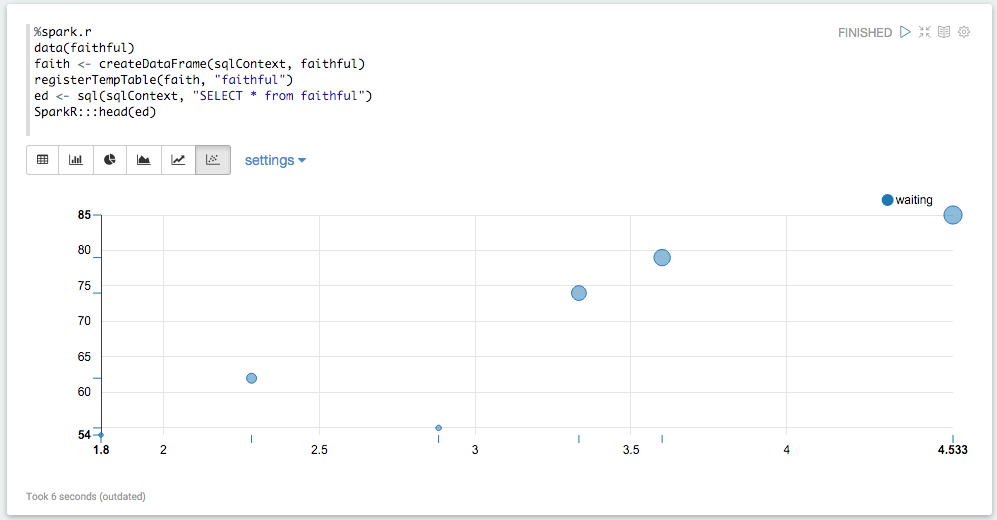 %spark.r
FINISHED
data(faithful)
faith <- createDataFrame(sqlContext, faithful)
registerTempTable(faith, "faithful")
ed <- sql(sqlContext, "SELECT * from faithful")
SparkR:::head(ed)
settings
waiting
85
80
75
70
65
60
54
1.8 2 2.5 3 3.5 4 4.533
Took 6 seconds (outdated)